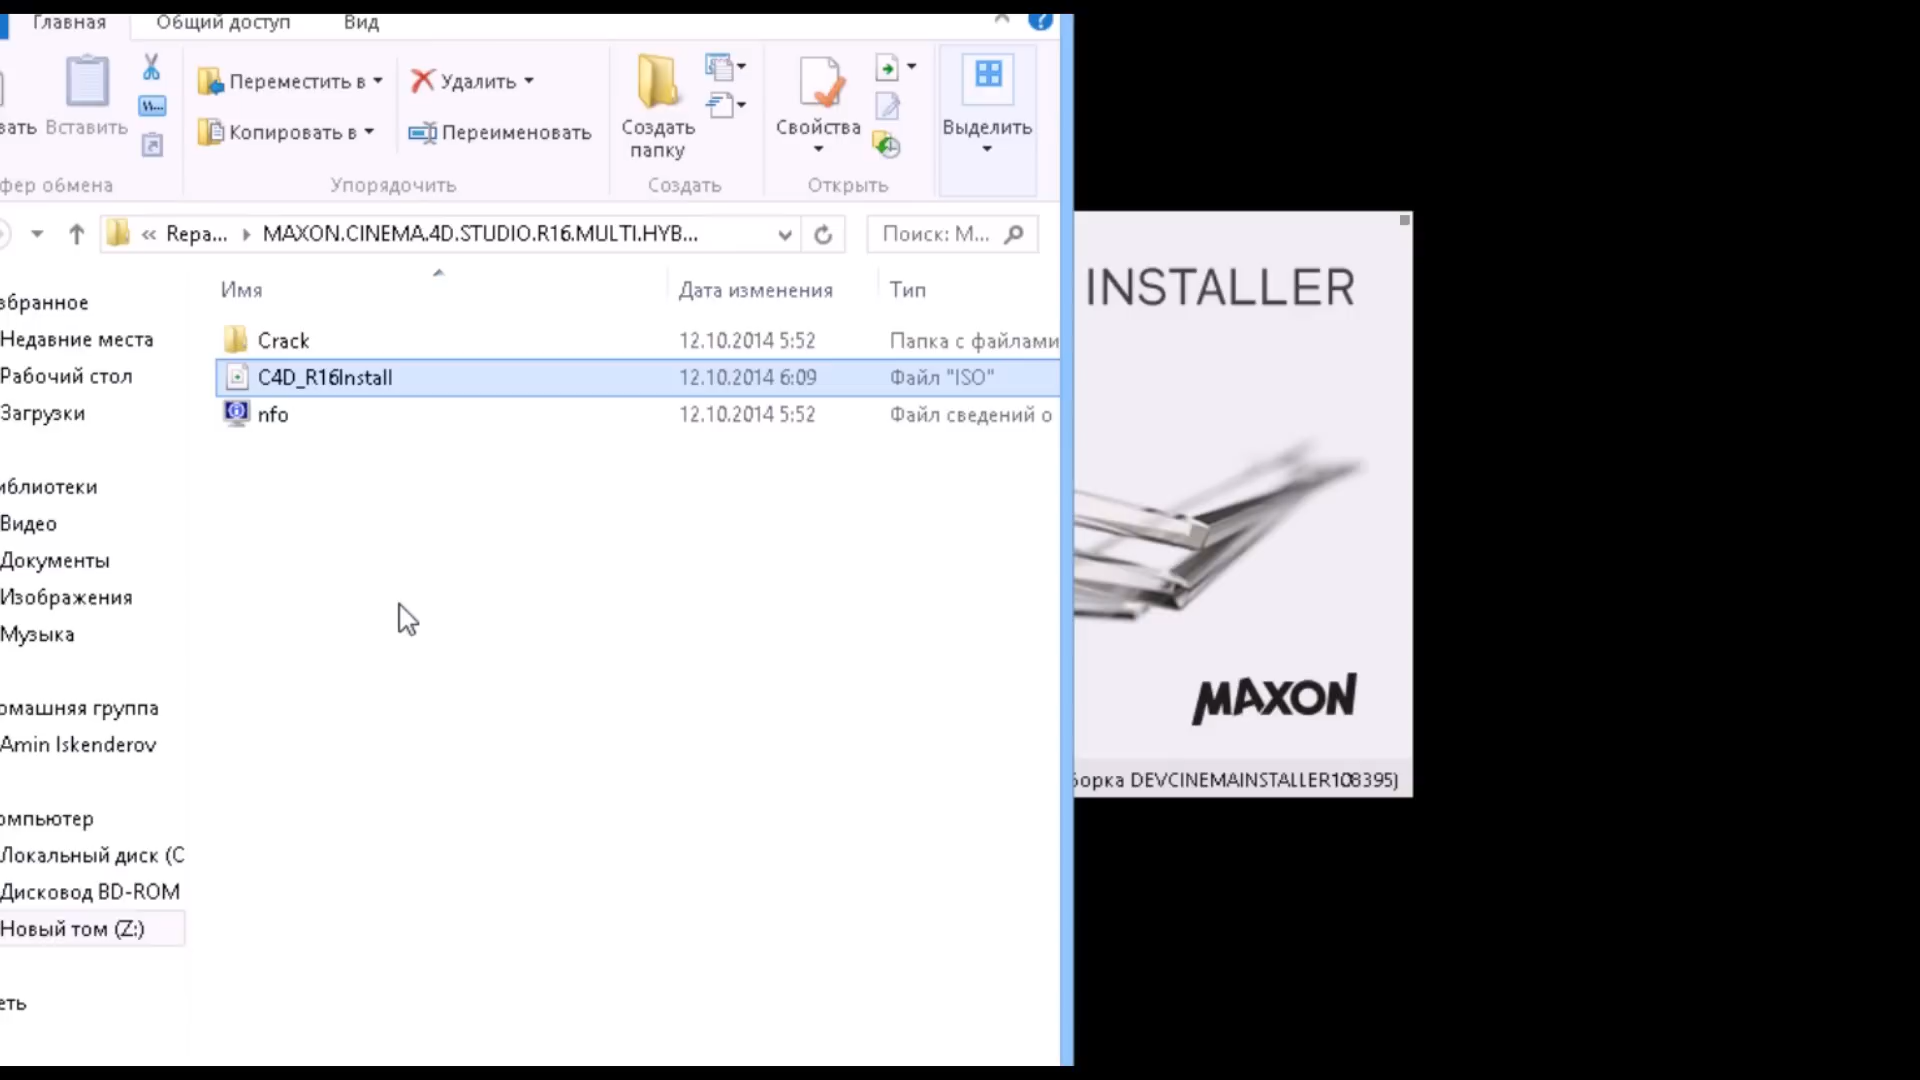 Главная Общий доступ Вид
Переместить в Удалить
вать Вставить Создать папку Свойства Выделить
Копировать в Переименовать
фер обмена Упорядочить Создать Открыть
« Repa... MAXON.CINEMA.4D.STUDIO.R16.MULTI.HYB... Поиск: М...
Имя Дата изменения Тип
Crack 12.10.2014 5:52 Папка с файлами
C4D_R16Install 12.10.2014 6:09 Файл "ISO"
nfo 12.10.2014 5:52 Файл сведений о
збранное
Недавние места
Рабочий стол
Загрузки
иблиотеки
Видео
Документы
Изображения
Музыка
омашняя группа
Amin Iskenderov
омпьютер
Локальный диск (C
Дисковод BD-ROM
Новый том (Z:)
еть
INSTALLER
MAXON
борка DEVCINEMAINSTALLER108395)